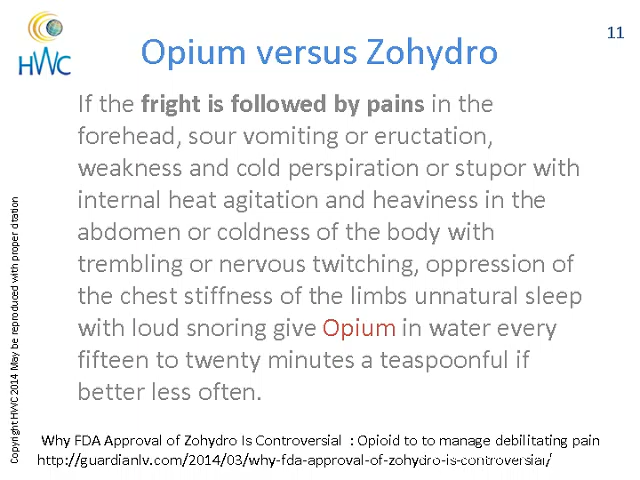 11
HWC
Opium versus Zohydro
If the fright is followed by pains in the
forehead, sour vomiting or eructation,
weakness and cold perspiration or stupor with
internal heat agitation and heaviness in the
abdomen or coldness of the body with
trembling or nervous twitching, oppression of
the chest stiffness of the limbs unnatural sleep
with loud snoring give Opium in water every
fifteen to twenty minutes a teaspoonful if
better less often.
Copyright HWC 2014 May be reproduced with proper citation
Why FDA Approval of Zohydro Is Controversial : Opioid to to manage debilitating pain
http://guardianlv.com/2014/03/why-fda-approval-of-zohydro-is-controversial/